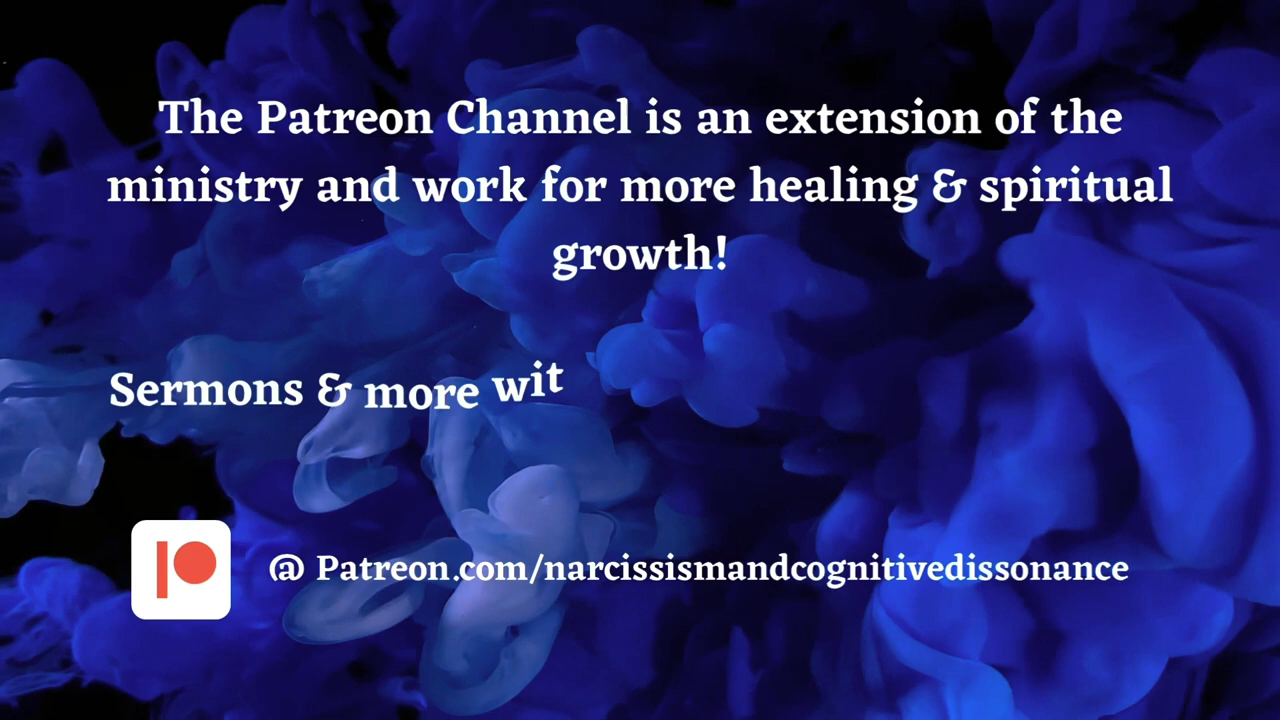 The Patreon Channel is an extension of the
ministry and work for more healing & spiritual
growth!
Sermons & more wit
@ Patreon.com/narcissismandcognitivedissonance